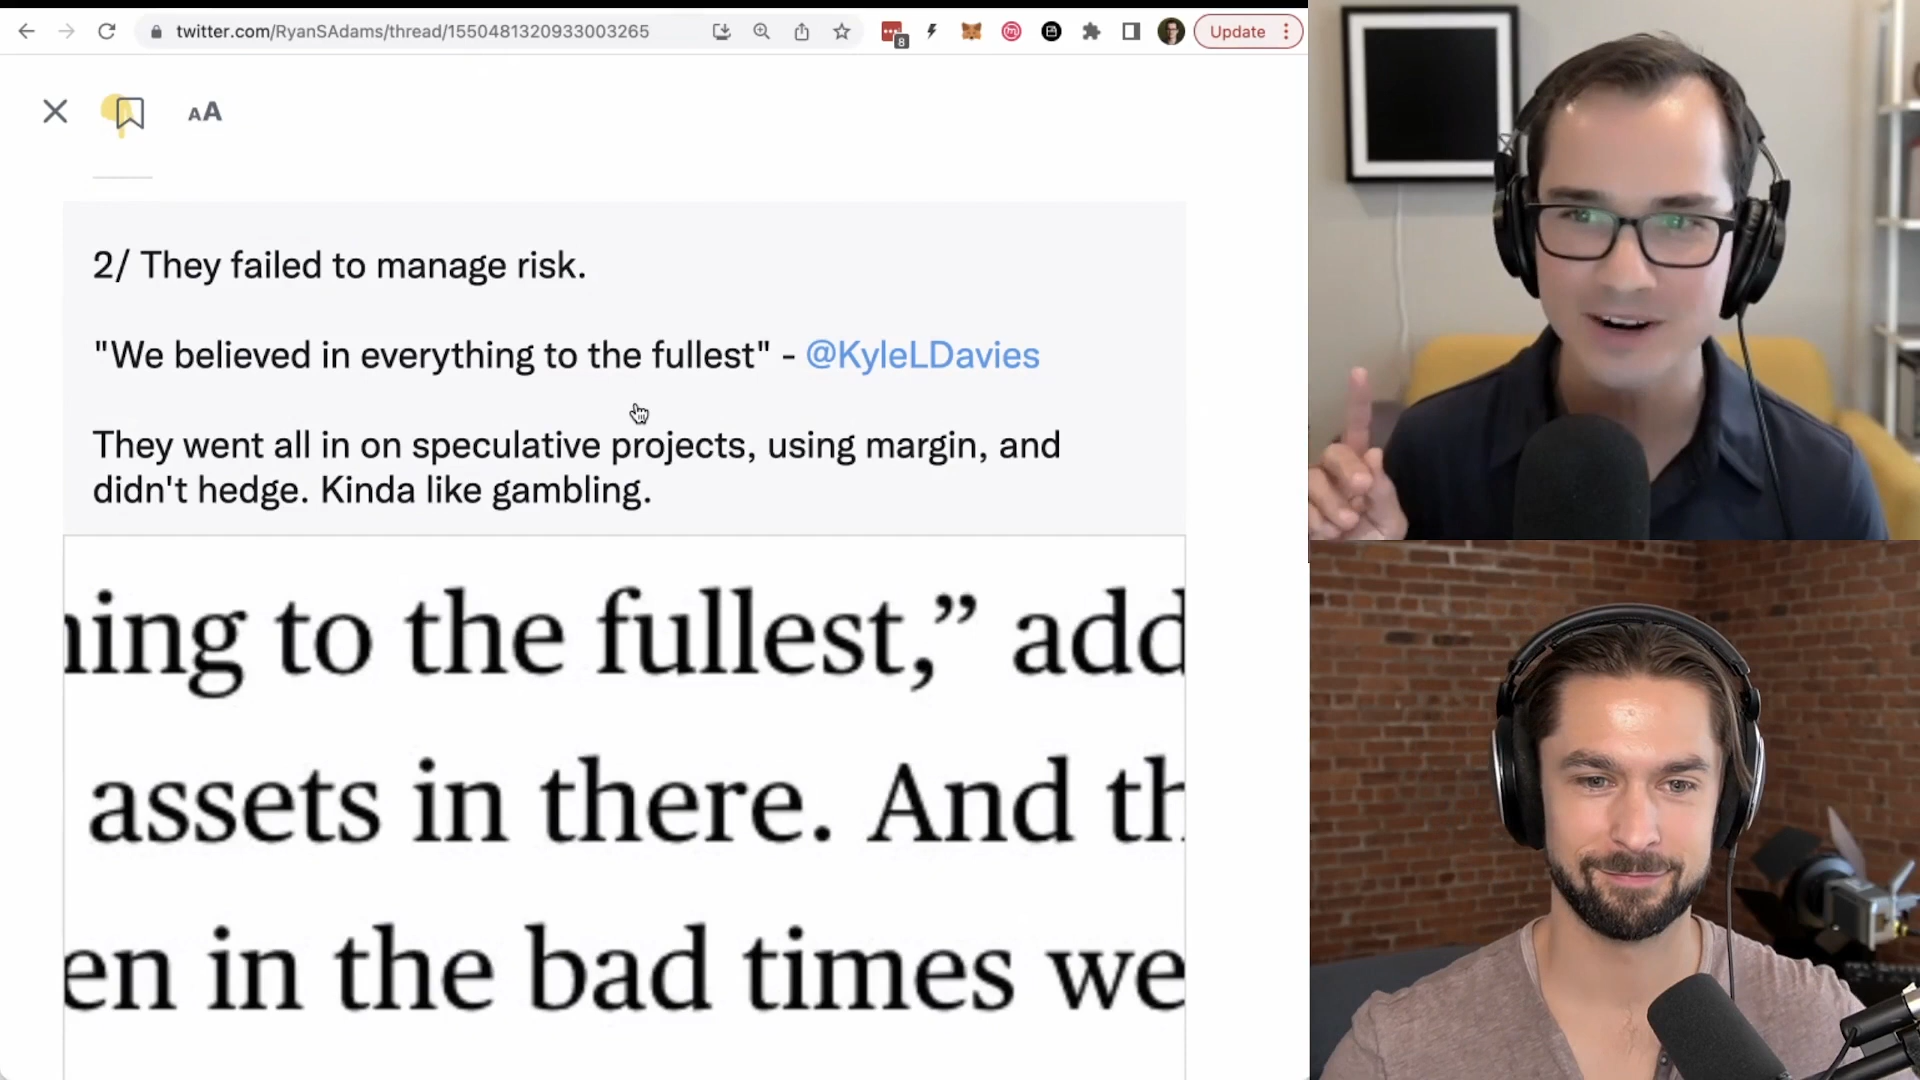 twitter.com/RyanSAdams/thread/1550481320933003265
8
Update
AA
2/ They failed to manage risk.
"We believed in everything to the fullest" - @KyleLDavies
They went all in on speculative projects, using margin, and
didn't hedge. Kinda like gambling.
ning to the fullest,” add
assets in there. And th
en in the bad times we